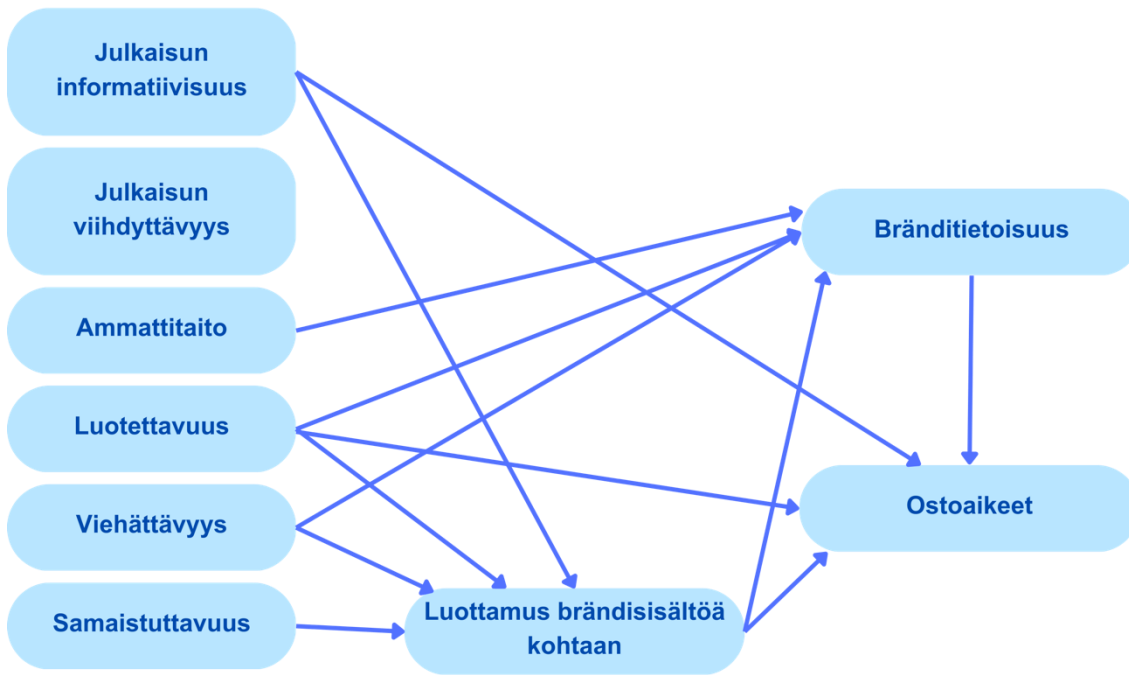 Julkaisun
informatiivisuus
Julkaisun
viihdyttävyys
Ammattitaito
Luotettavuus
Viehättävyys
Samaistuttavuus
Luottamus brändisisältöä
kohtaan
Bränditietoisuus
Ostoaikeet